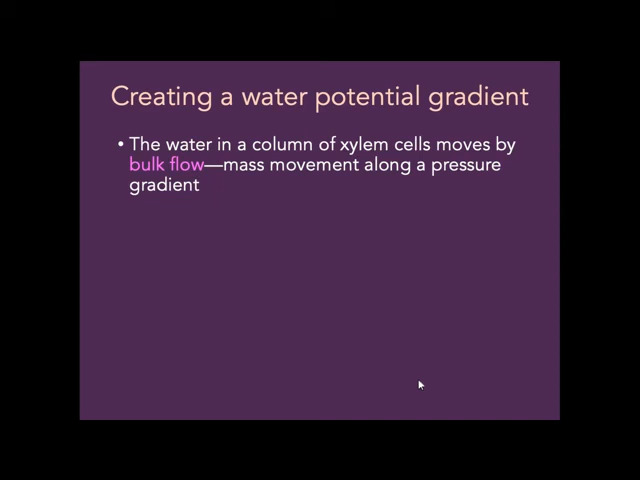 Creating a water potential gradient
• The water in a column of xylem cells moves by
bulk flow—mass movement along a pressure
gradient